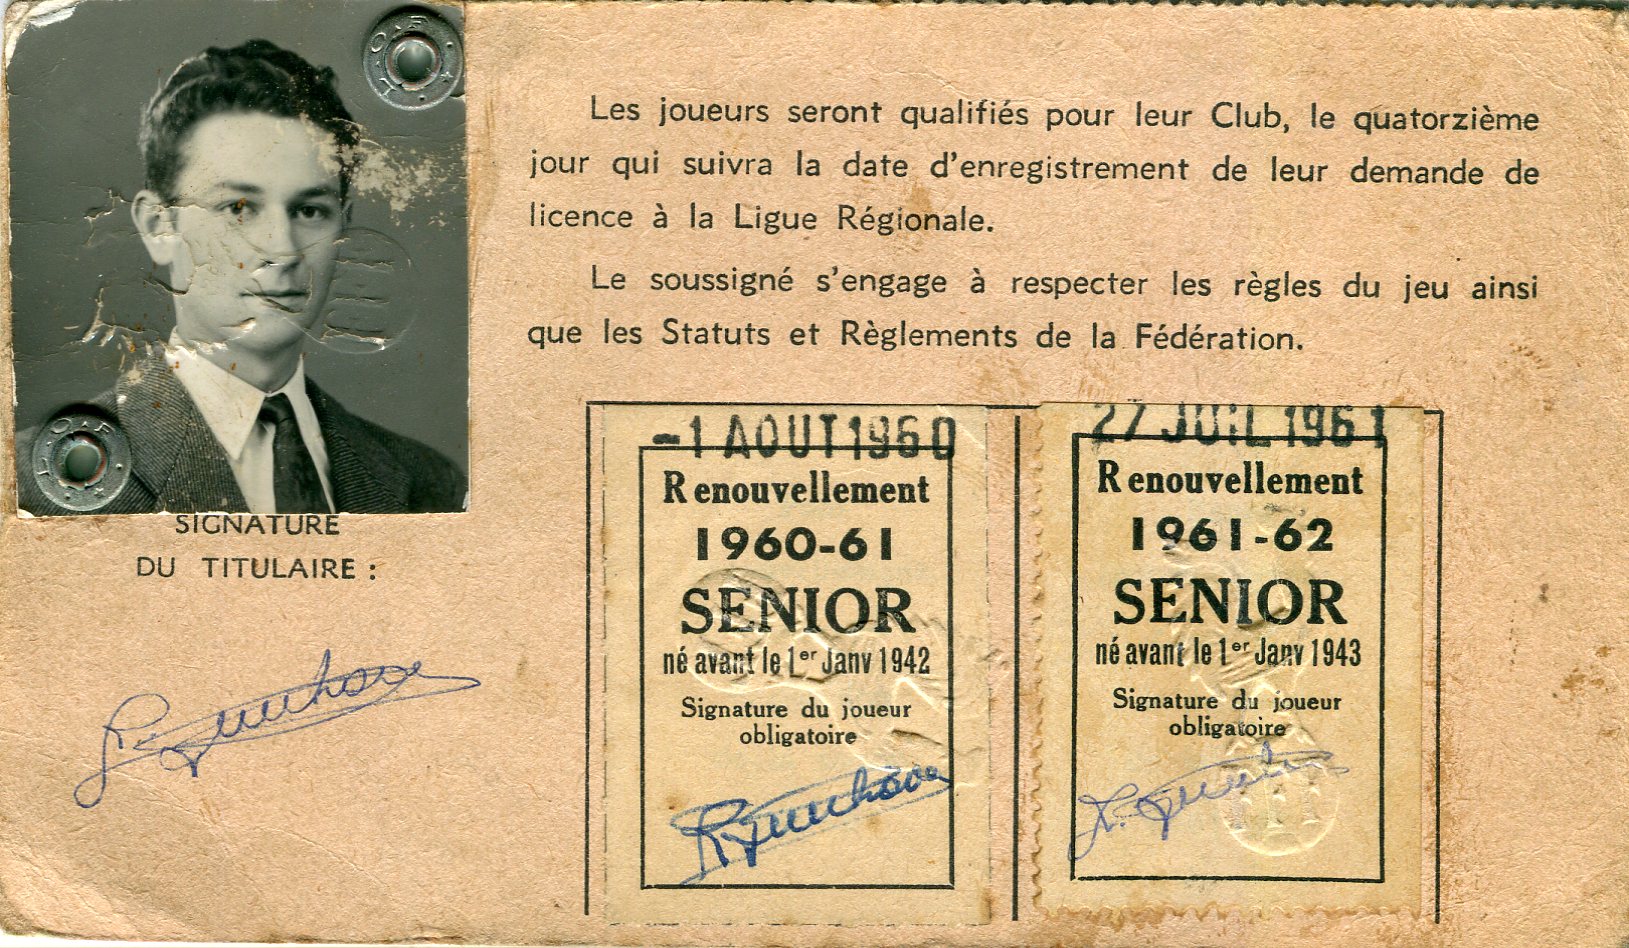 Les joueurs seront qualifiés pour leur Club, le quatorzième
jour qui suivra la date d'enregistrement de leur demande de
licence à la Ligue Régionale.
Le soussigné s'engage à respecter les règles du jeu ainsi
que les Statuts et Règlements de la Fédération.
SIGNATURE
DU TITULAIRE :
-1 AOUT 1960
Renouvellement
1960-61
SENIOR
né avant le 1er Janv 1942
Signature du joueur
obligatoire
27 JUIL 1961
Renouvellement
1961-62
SENIOR
né avant le 1er Janv 1943
Signature du joueur
obligatoire